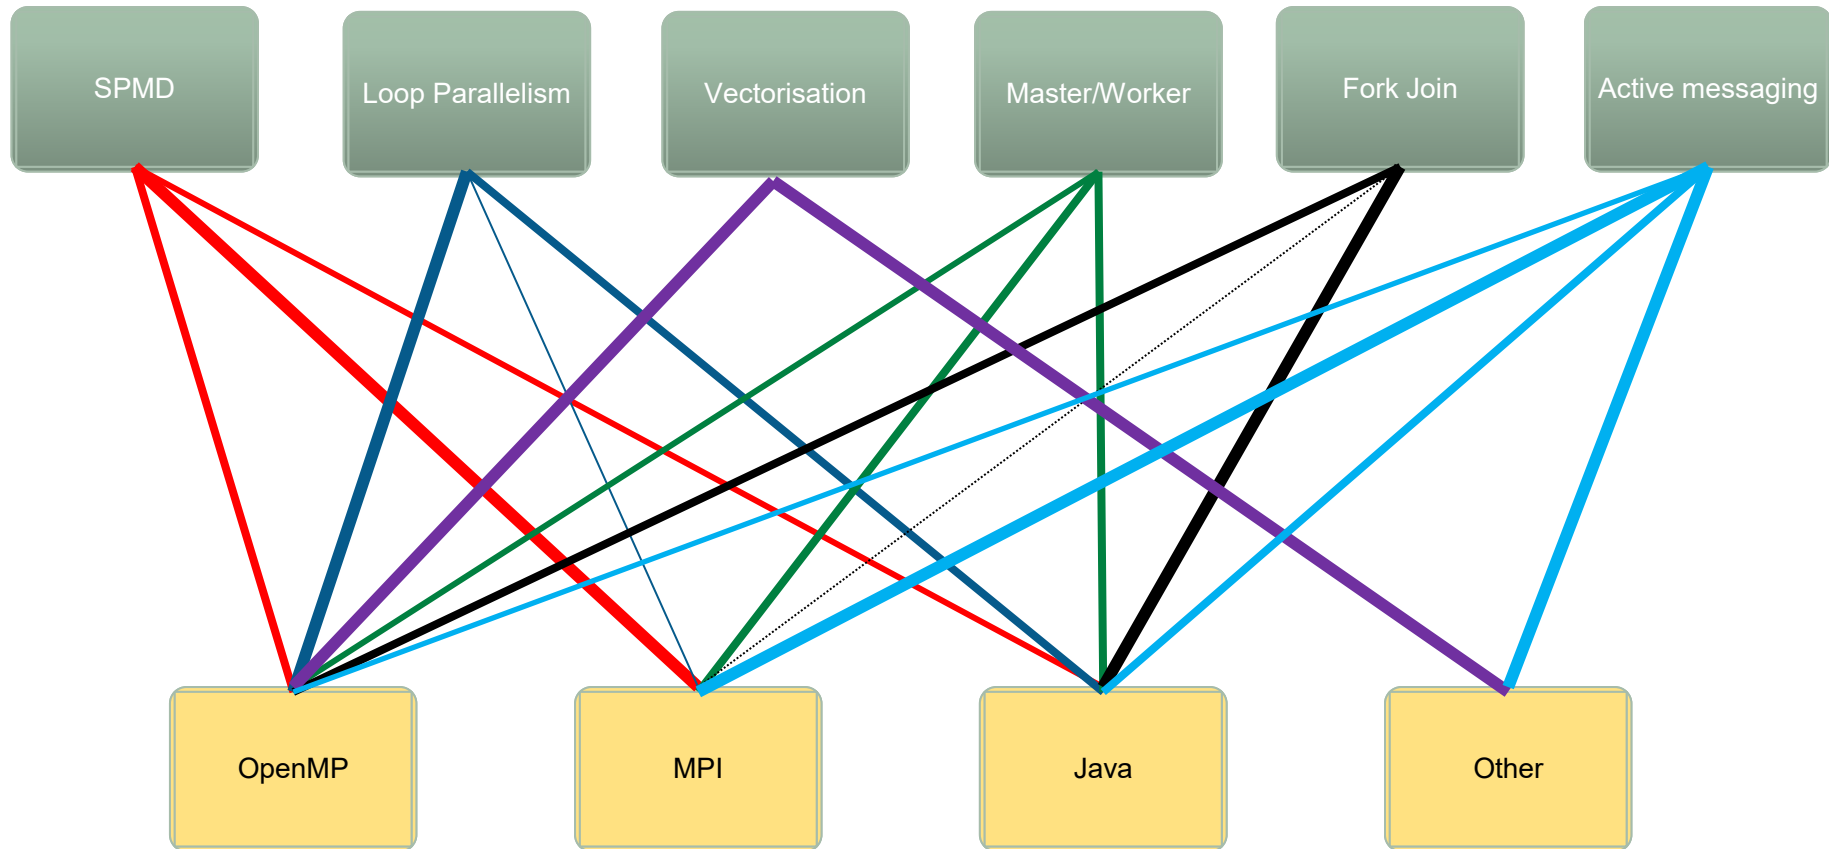 SPMD
Loop Parallelism
Vectorisation
Master/Worker
Fork Join
Active messaging
OpenMP
MPI
Java
Other